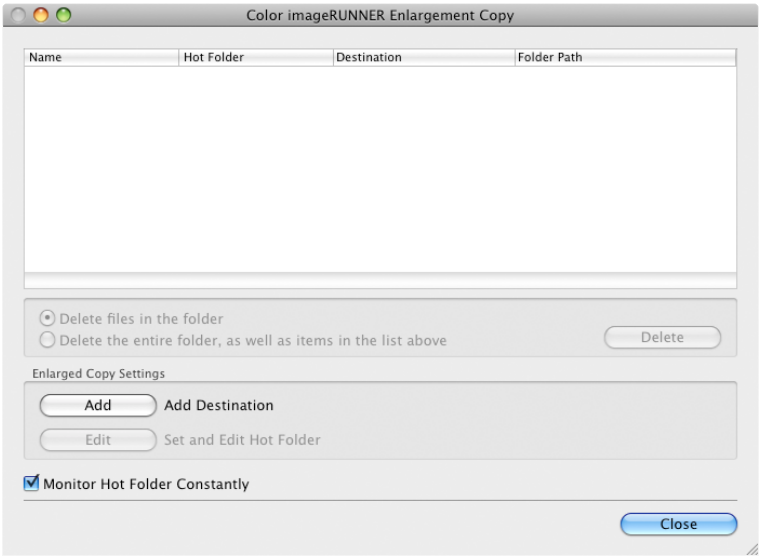 Color imageRUNNER Enlargement Copy
Name Hot Folder Destination Folder Path
Delete files in the folder
Delete the entire folder, as well as items in the list above
Delete
Enlarged Copy Settings
Add Add Destination
Edit Set and Edit Hot Folder
Monitor Hot Folder Constantly
Close